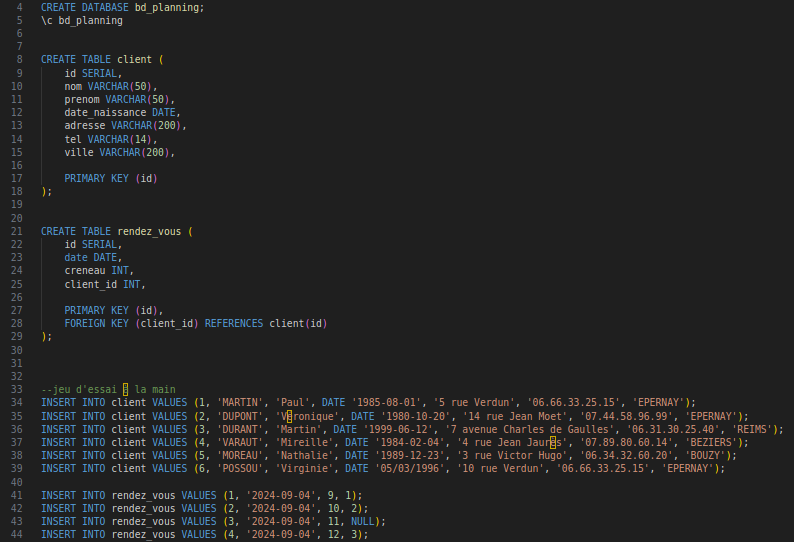 4 CREATE DATABASE bd_planning;
5 \c bd_planning
6
7
8 CREATE TABLE client (
9 id SERIAL,
10 nom VARCHAR(50),
11 prenom VARCHAR(50),
12 date_naissance DATE,
13 adresse VARCHAR(200),
14 tel VARCHAR(14),
15 ville VARCHAR(200),
16
17 PRIMARY KEY (id)
18 );
19
20
21 CREATE TABLE rendez_vous (
22 id SERIAL,
23 date DATE,
24 creneau INT,
25 client_id INT,
26
27 PRIMARY KEY (id),
28 FOREIGN KEY (client_id) REFERENCES client(id)
29 );
30
31
32
33 --jeu d'essai la main
34 INSERT INTO client VALUES (1, 'MARTIN', 'Paul', DATE '1985-08-01', '5 rue Verdun', '06.66.33.25.15', 'EPERNAY');
35 INSERT INTO client VALUES (2, 'DUPONT', 'Véronique', DATE '1980-10-20', '14 rue Jean Moet', '07.44.58.96.99', 'EPERNAY');
36 INSERT INTO client VALUES (3, 'DURANT', 'Martin', DATE '1999-06-12', '7 avenue Charles de Gaulles', '06.31.30.25.40', 'REIMS');
37 INSERT INTO client VALUES (4, 'VARAUT', 'Mireille', DATE '1984-02-04', '4 rue Jean Jaurès', '07.89.80.60.14', 'BEZIERS');
38 INSERT INTO client VALUES (5, 'MOREAU', 'Nathalie', DATE '1989-12-23', '3 rue Victor Hugo', '06.34.32.60.20', 'BOUZY');
39 INSERT INTO client VALUES (6, 'POSSOU', 'Virginie', DATE '05/03/1996', '10 rue Verdun', '06.66.33.25.15', 'EPERNAY');
40
41 INSERT INTO rendez_vous VALUES (1, '2024-09-04', 9, 1);
42 INSERT INTO rendez_vous VALUES (2, '2024-09-04', 10, 2);
43 INSERT INTO rendez_vous VALUES (3, '2024-09-04', 11, NULL);
44 INSERT INTO rendez_vous VALUES (4, '2024-09-04', 12, 3);